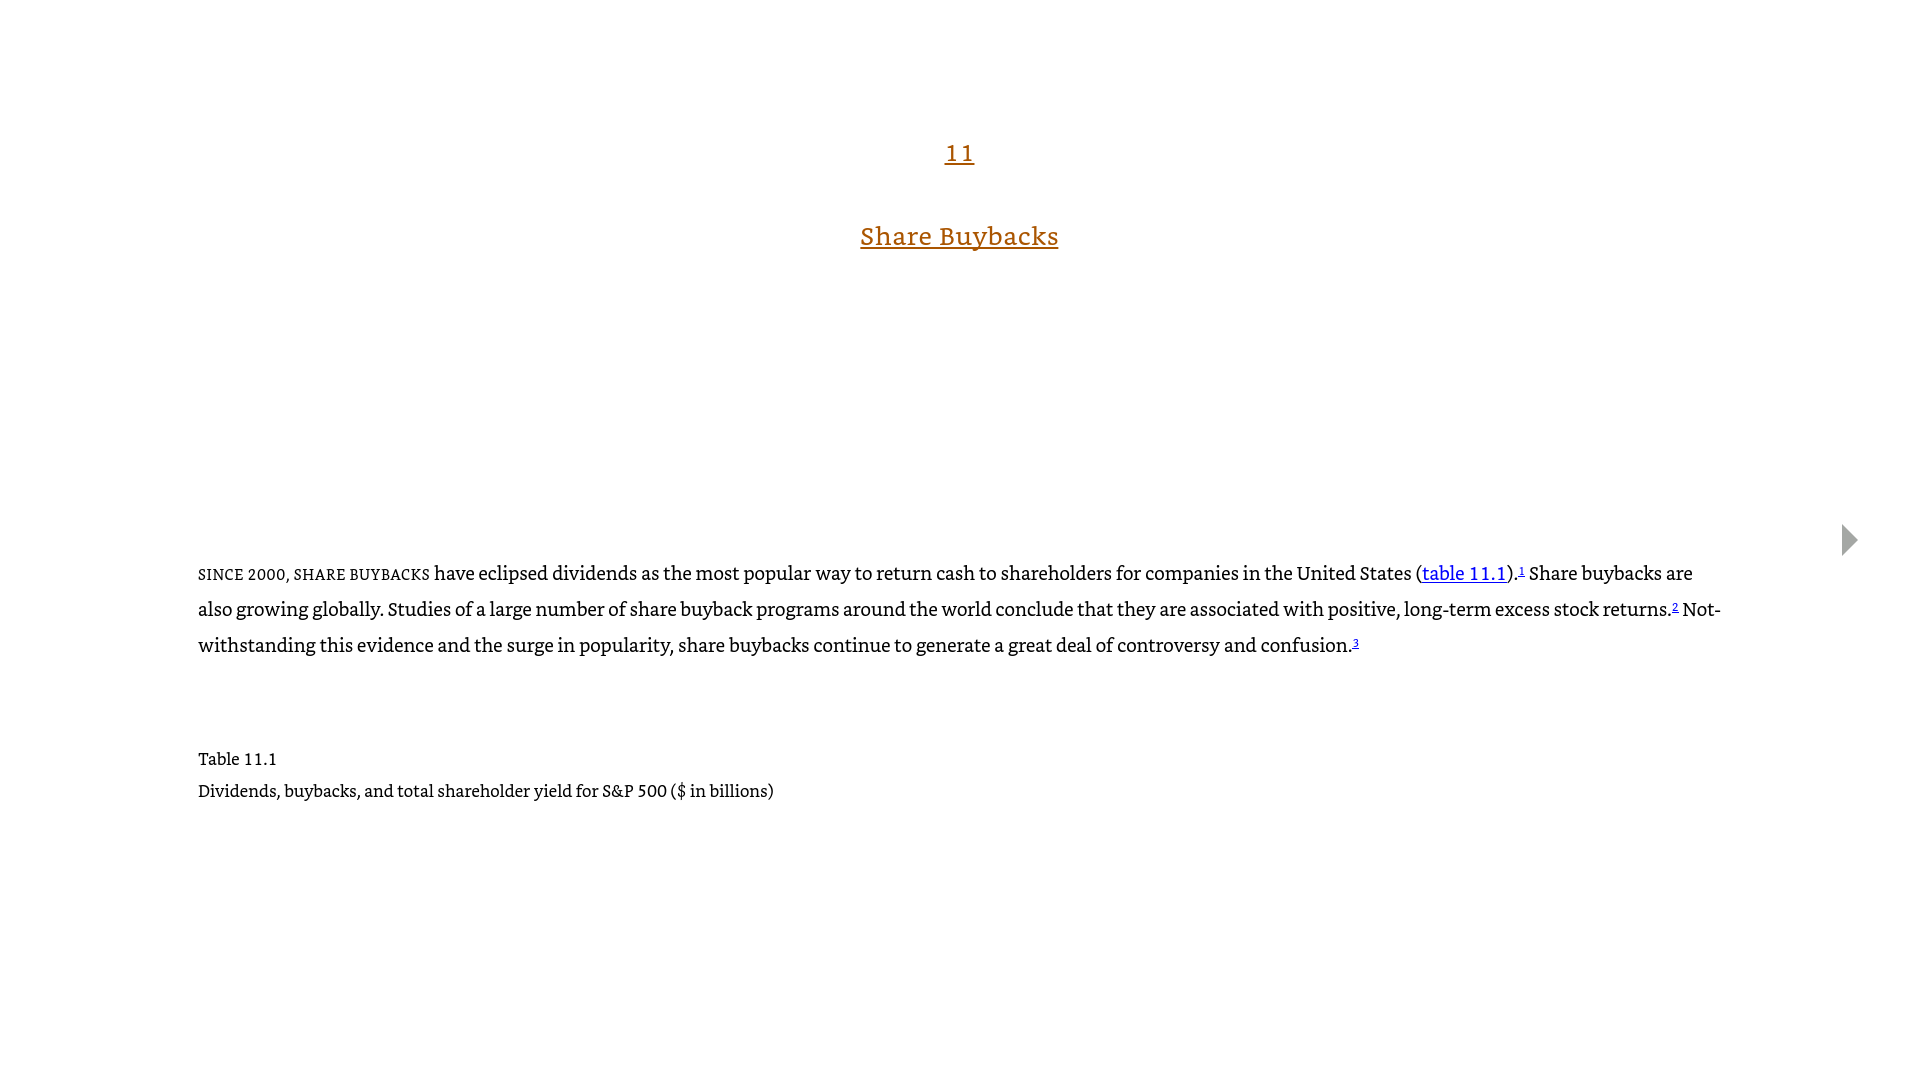 11
Share Buybacks
SINCE 2000, SHARE BUYBACKS have eclipsed dividends as the most popular way to return cash to shareholders for companies in the United States (table 11.1).1 Share buybacks are
also growing globally. Studies of a large number of share buyback programs around the world conclude that they are associated with positive, long-term excess stock returns.2 Not-
withstanding this evidence and the surge in popularity, share buybacks continue to generate a great deal of controversy and confusion.3
Table 11.1
Dividends, buybacks, and total shareholder yield for S&P 500 ($ in billions)